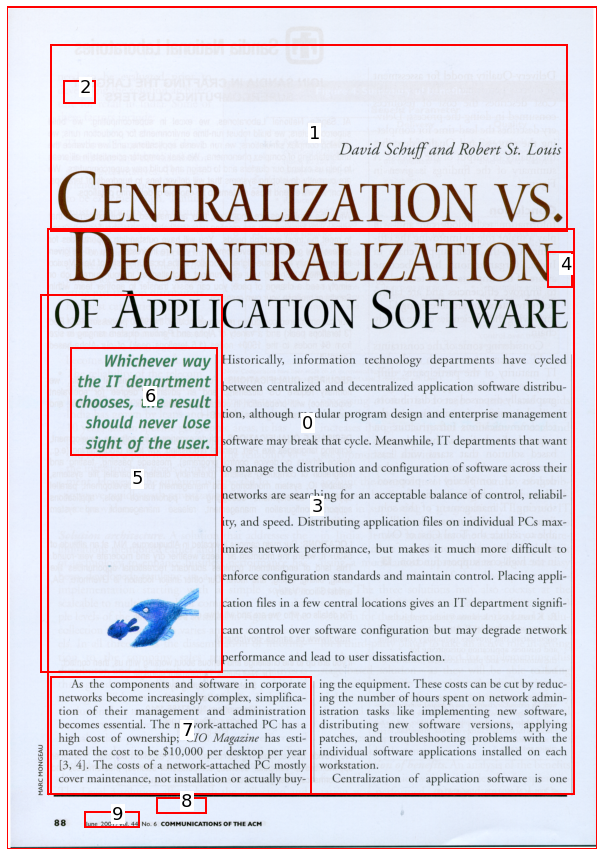 2
1
David Schuff and Robert St. Louis
CENTRALIZATION VS.
DECENTRALIZATION
4
OF APPLICATION SOFTWARE
Whichever way
the IT department
chooses, the result
should never lose
sight of the user.
6
5
Historically, information technology departments have cycled
between centralized and decentralized application software distribu-
tion, although modular program design and enterprise management
0
software may break that cycle. Meanwhile, IT departments that want
to manage the distribution and configuration of software across their
networks are searching for an acceptable balance of control, reliabil-
3
ity, and speed. Distributing application files on individual PCs max-
imizes network performance, but makes it much more difficult to
enforce configuration standards and maintain control. Placing appli-
cation files in a few central locations gives an IT department signifi-
cant control over software configuration but may degrade network
performance and lead to user dissatisfaction.
As the components and software in corporate
networks become increasingly complex, simplifica-
tion of their management and administration
becomes essential. The network-attached PC has a
high cost of ownership; CIO Magazine has esti-
7
mated the cost to be $10,000 per desktop per year
[3, 4]. The costs of a network-attached PC mostly
cover maintenance, not installation or actually buy-
ing the equipment. These costs can be cut by reduc-
ing the number of hours spent on network admin-
istration tasks like implementing new software,
distributing new software versions, applying
patches, and troubleshooting problems with the
individual software applications installed on each
workstation.
Centralization of application software is one
MARC MONGEAU
8
9
88 June Vol. 44, No. 6 COMMUNICATIONS OF THE ACM